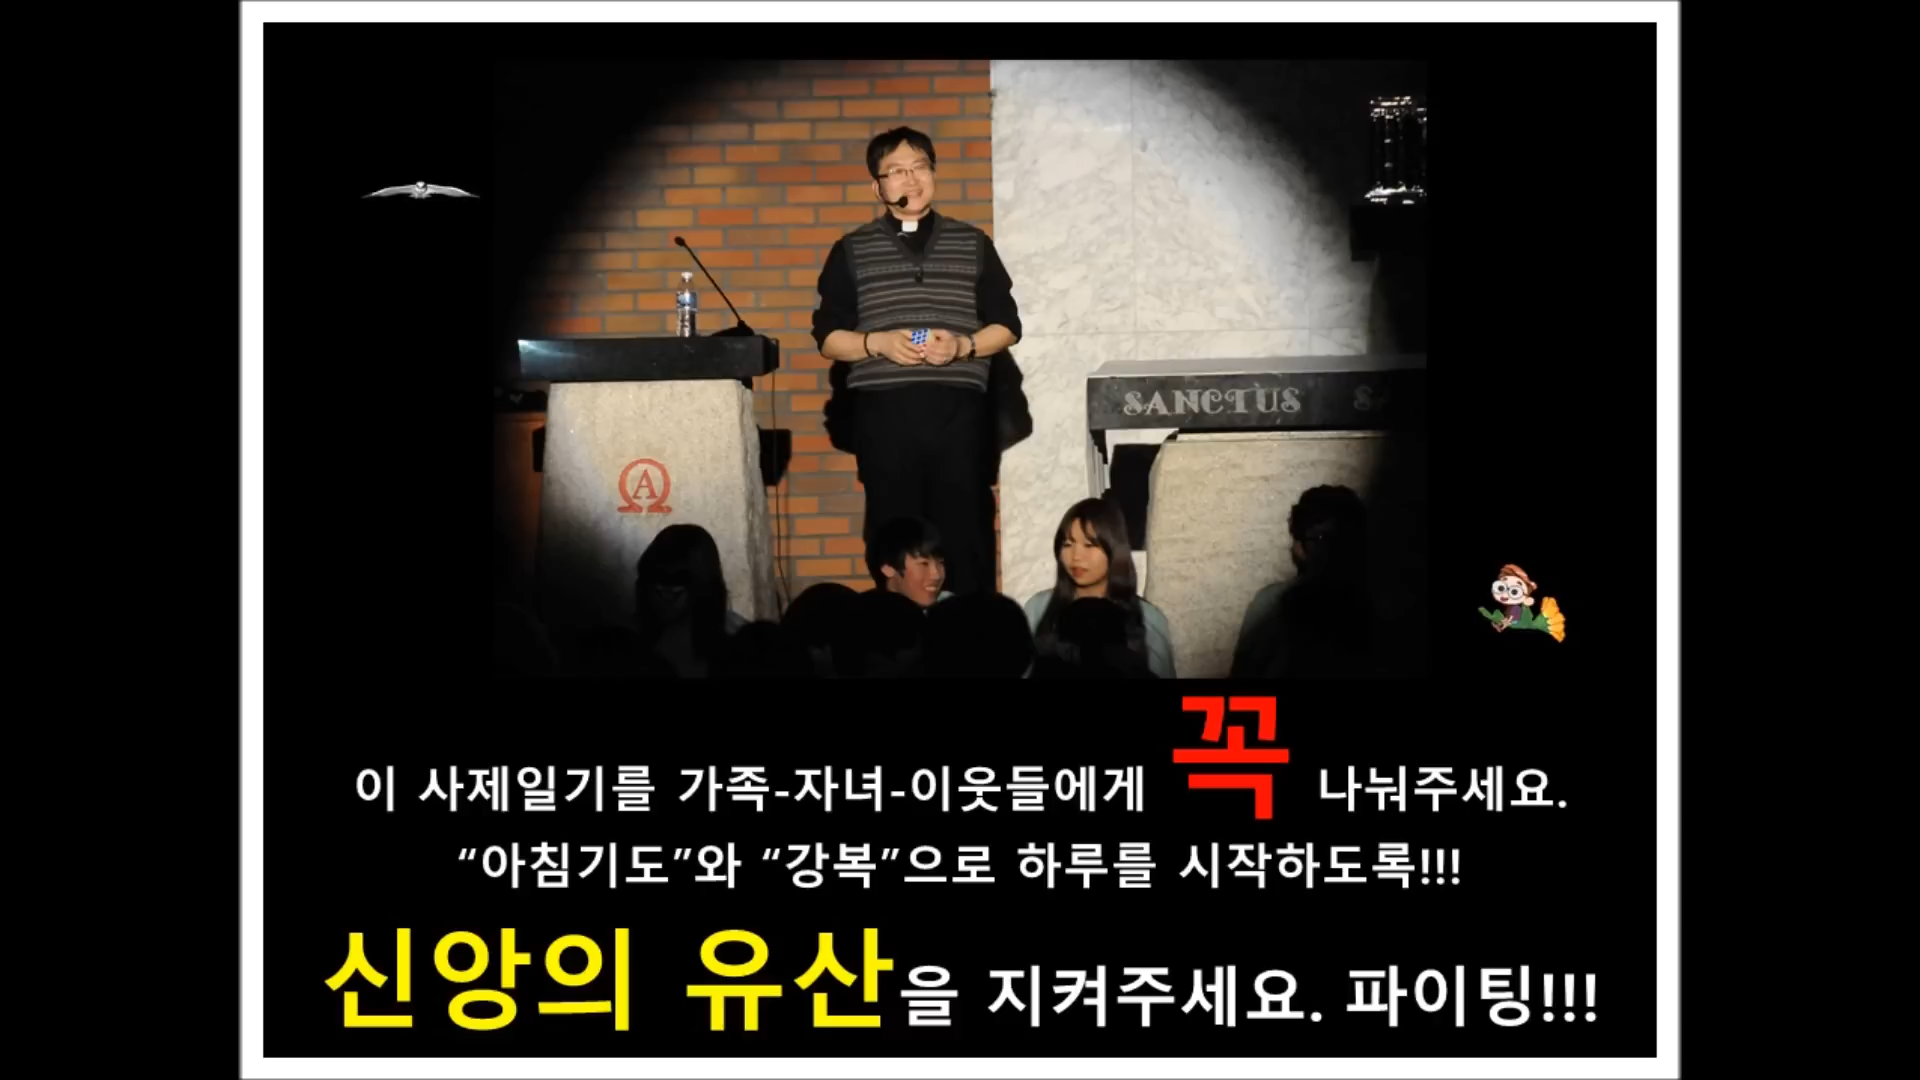 A
SANCTUS
이 사제일기를 가족-자녀-이웃들에게 꼭 나눠주세요.
“아침기도”와 “강복”으로 하루를 시작하도록!!!
신앙의 유산을 지켜주세요. 파이팅!!!